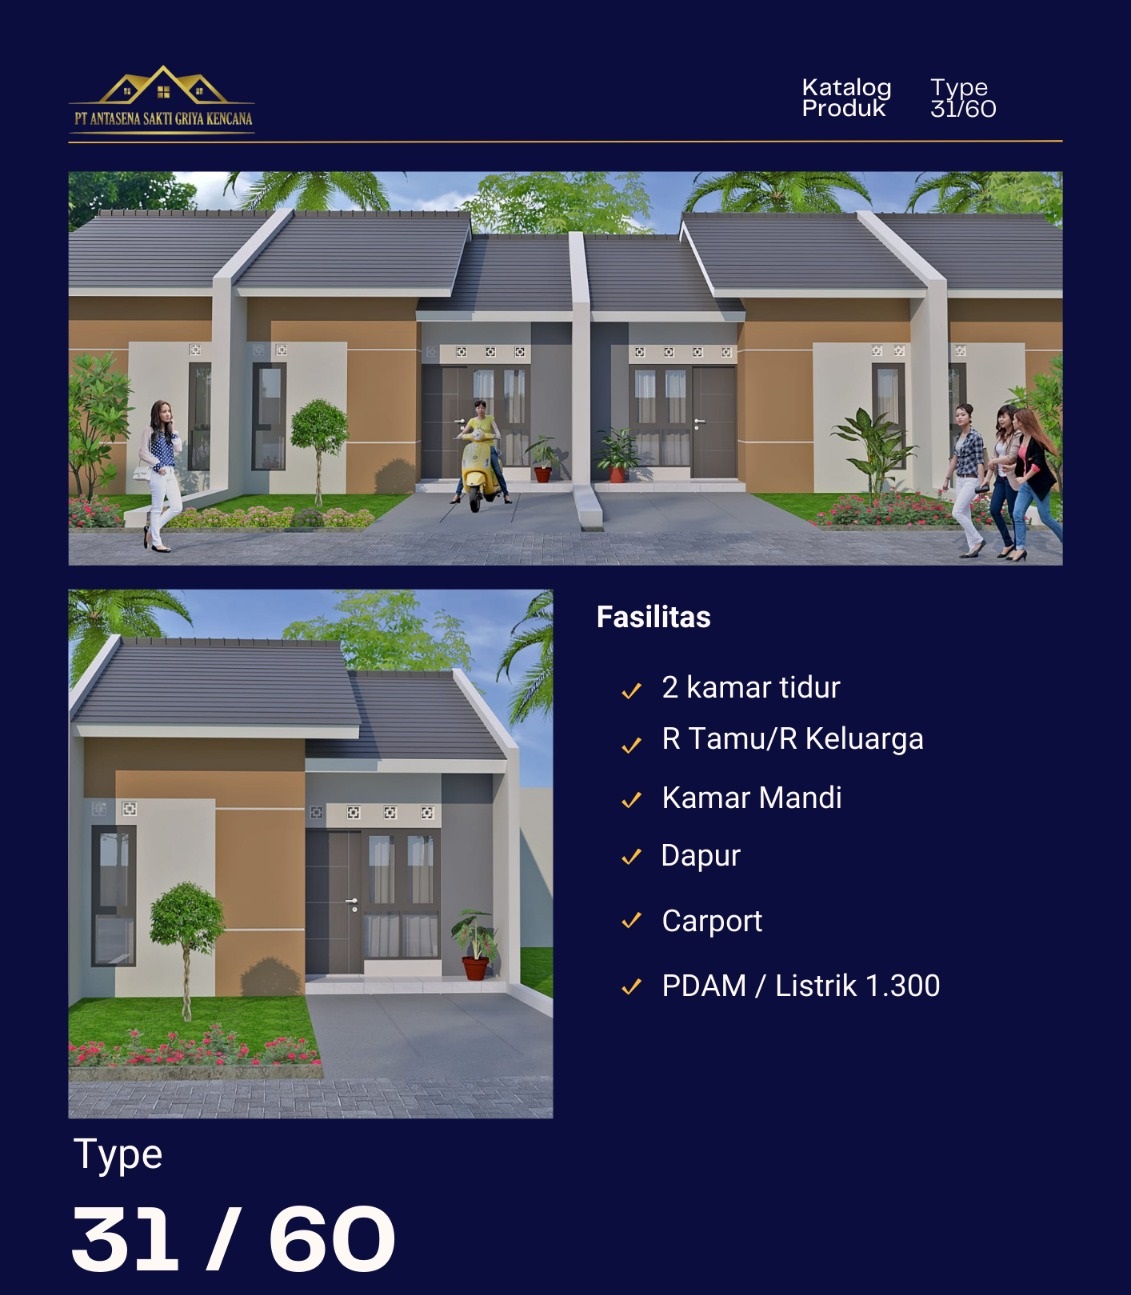 PT ANTASENA SAKTI GRIYA KENCANA
Katalog
Produk
Type
31/60
Fasilitas
2 kamar tidur
R Tamu/R Keluarga
Kamar Mandi
Dapur
Carport
PDAM / Listrik 1.300
Type
31 / 60